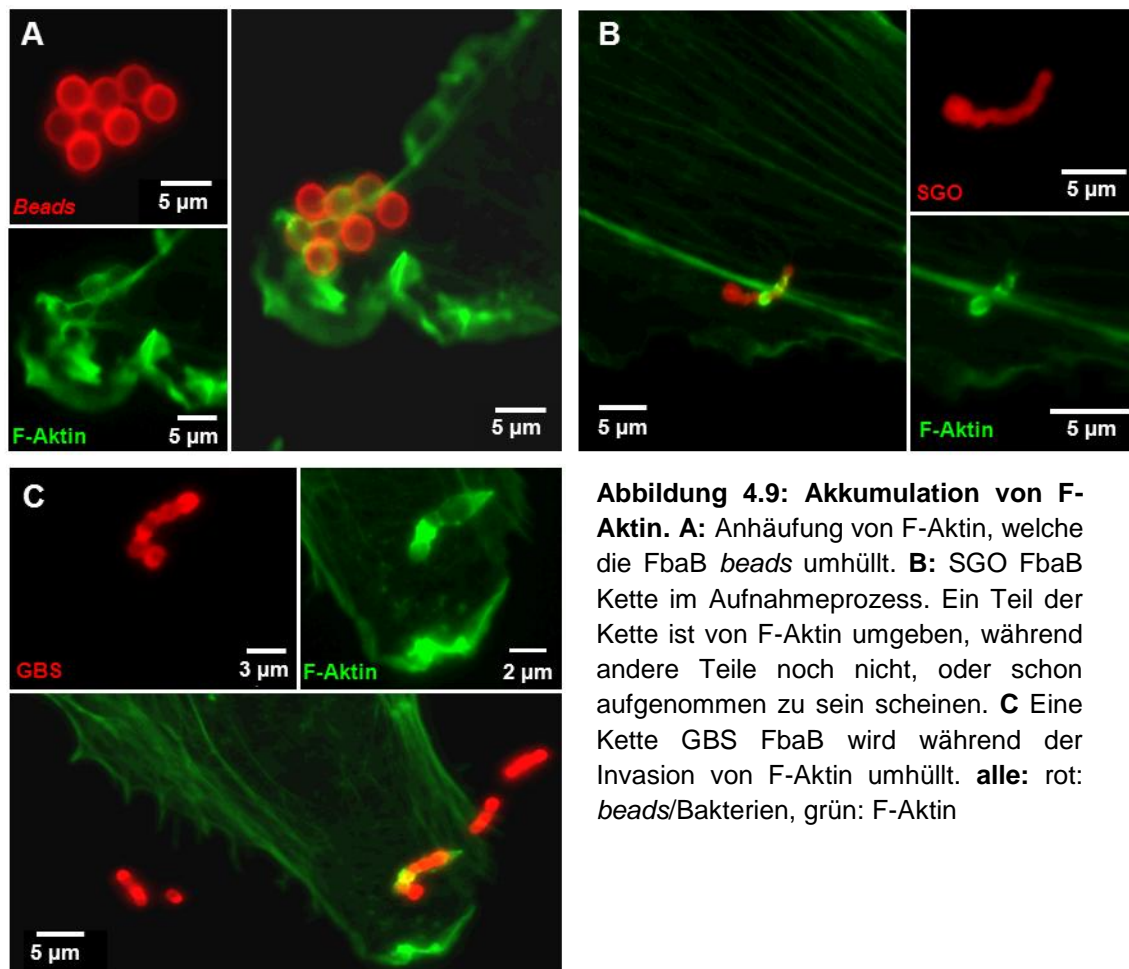 A
Beads
5 µm
F-Aktin
5 µm
5 µm
B
5 µm
SGO
5 µm
F-Aktin
5 µm
C
GBS
3 µm
F-Aktin
2 µm
5 µm
Abbildung 4.9: Akkumulation von F-
Aktin. A: Anhäufung von F-Aktin, welche
die FbaB beads umhüllt. B: SGO FbaB
Kette im Aufnahmeprozess. Ein Teil der
Kette ist von F-Aktin umgeben, während
andere Teile noch nicht, oder schon
aufgenommen zu sein scheinen. C Eine
Kette GBS FbaB wird während der
Invasion von F-Aktin umhüllt. alle: rot:
beads/Bakterien, grün: F-Aktin